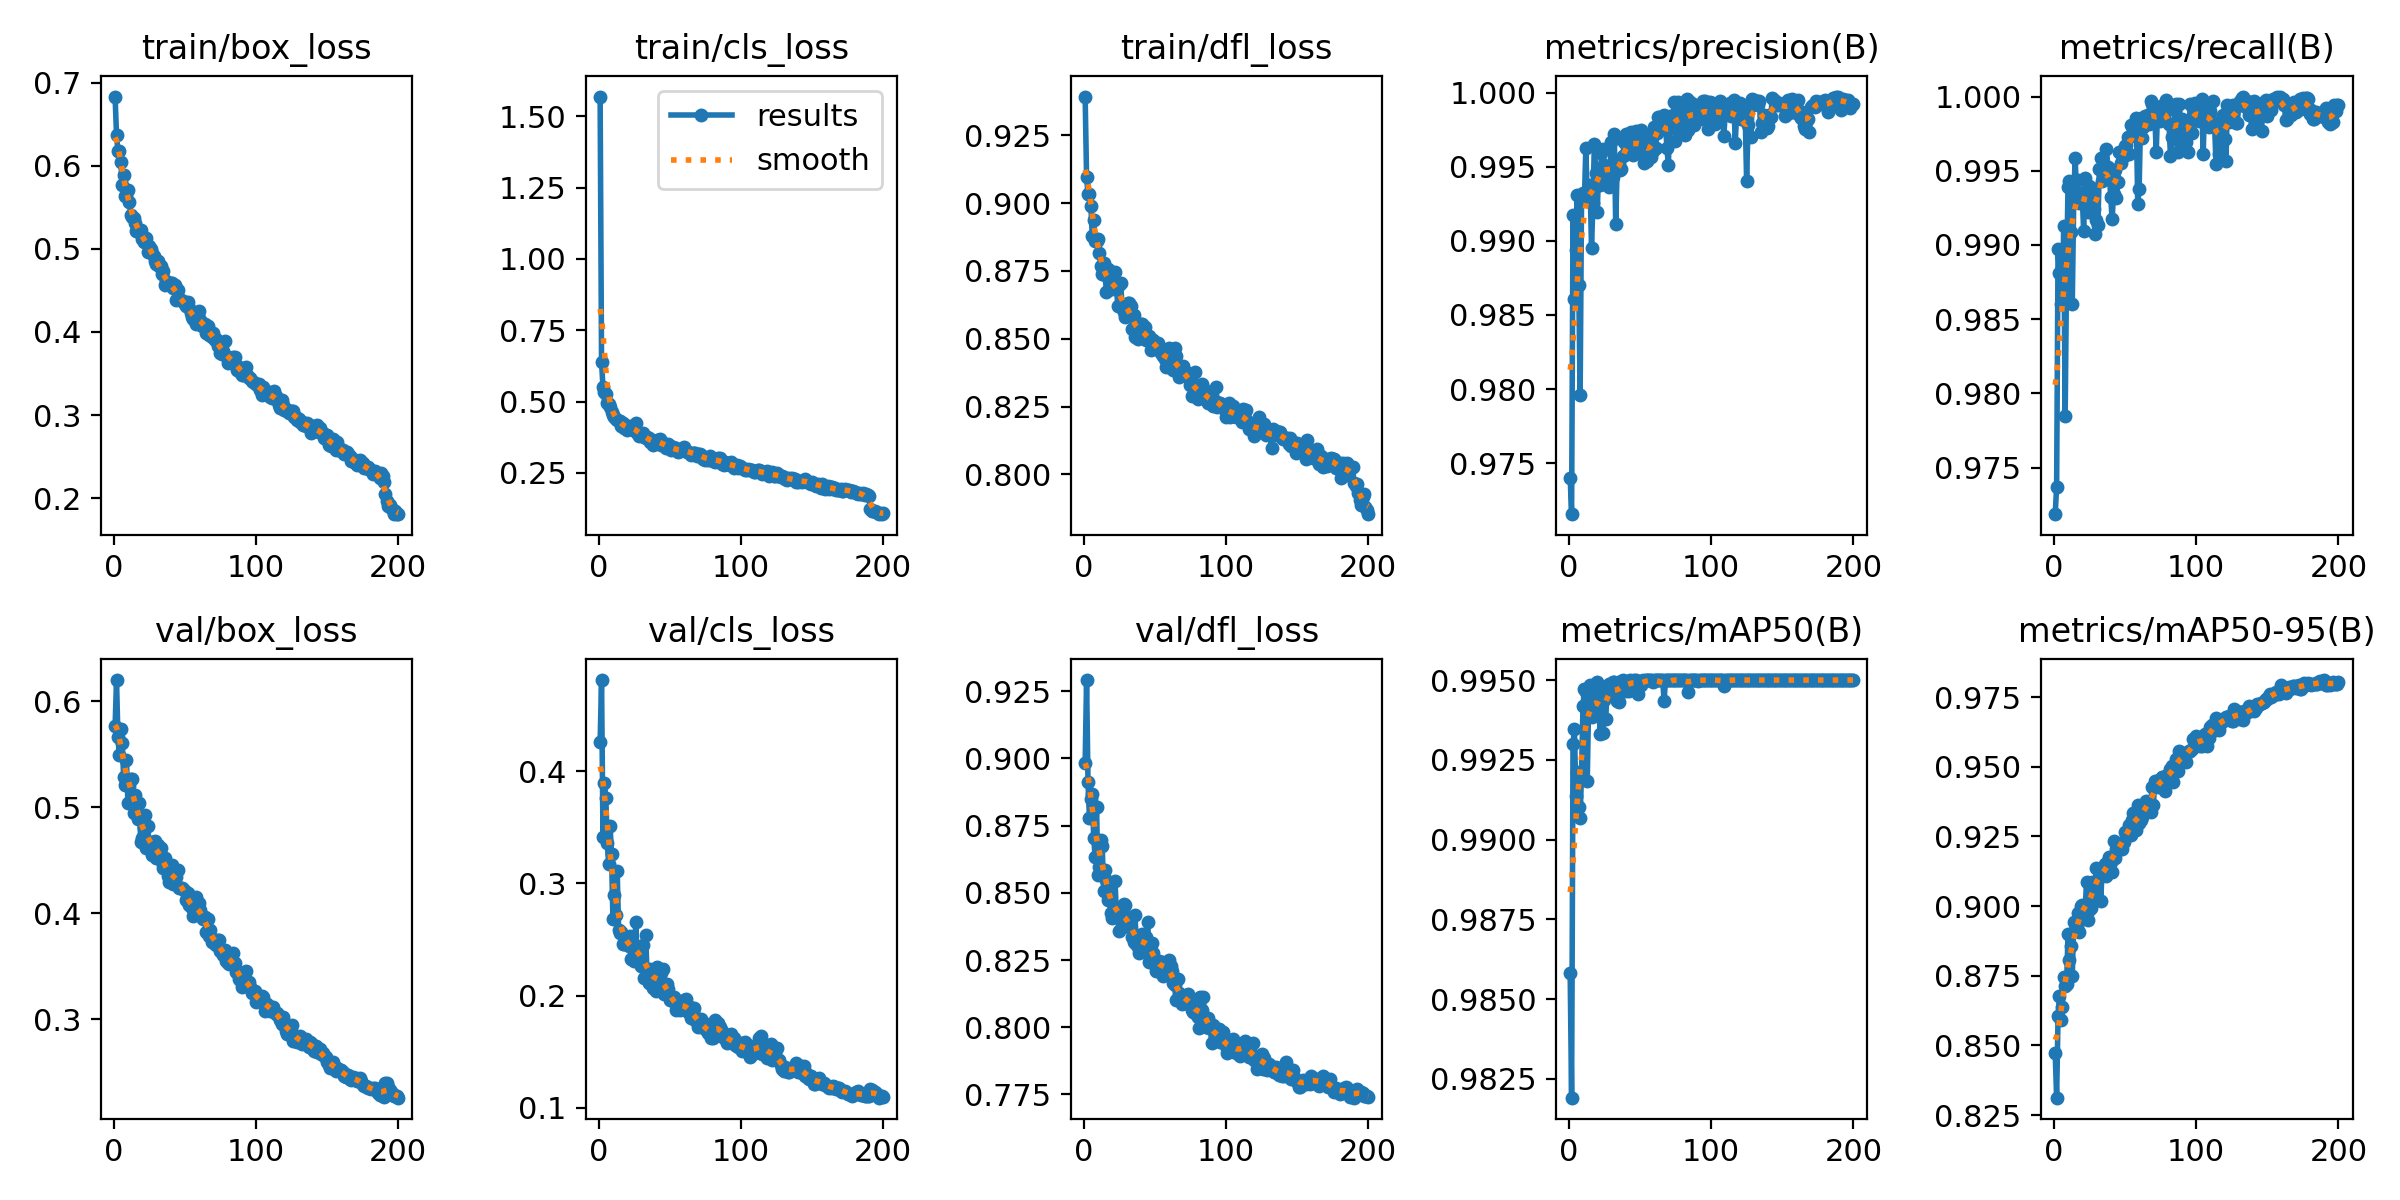 train/box_loss
0.7
0.6
0.5
0.4
0.3
0.2
0 100 200
train/cls_loss
results
smooth
1.50
1.25
1.00
0.75
0.50
0.25
0 100 200
train/dfl_loss
0.925
0.900
0.875
0.850
0.825
0.800
0 100 200
metrics/precision(B)
1.000
0.995
0.990
0.985
0.980
0.975
0 100 200
metrics/recall(B)
1.000
0.995
0.990
0.985
0.980
0.975
0 100 200
val/box_loss
0.6
0.5
0.4
0.3
0 100 200
val/cls_loss
0.4
0.3
0.2
0.1
0 100 200
val/dfl_loss
0.925
0.900
0.875
0.850
0.825
0.800
0.775
0 100 200
metrics/mAP50(B)
0.9950
0.9925
0.9900
0.9875
0.9850
0.9825
0 100 200
metrics/mAP50-95(B)
0.975
0.950
0.925
0.900
0.875
0.850
0.825
0 100 200